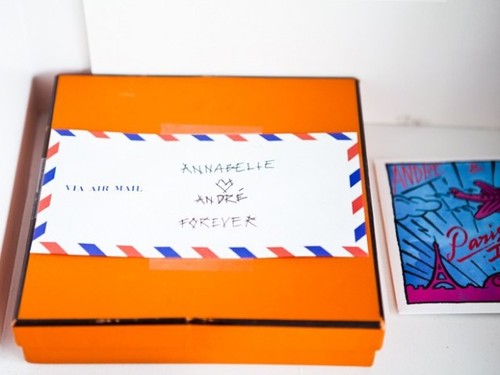 VIA AIR MAIL
ANNABELLE
♡
ANDRÉ
FOREVER
ANDRÉ
Paris